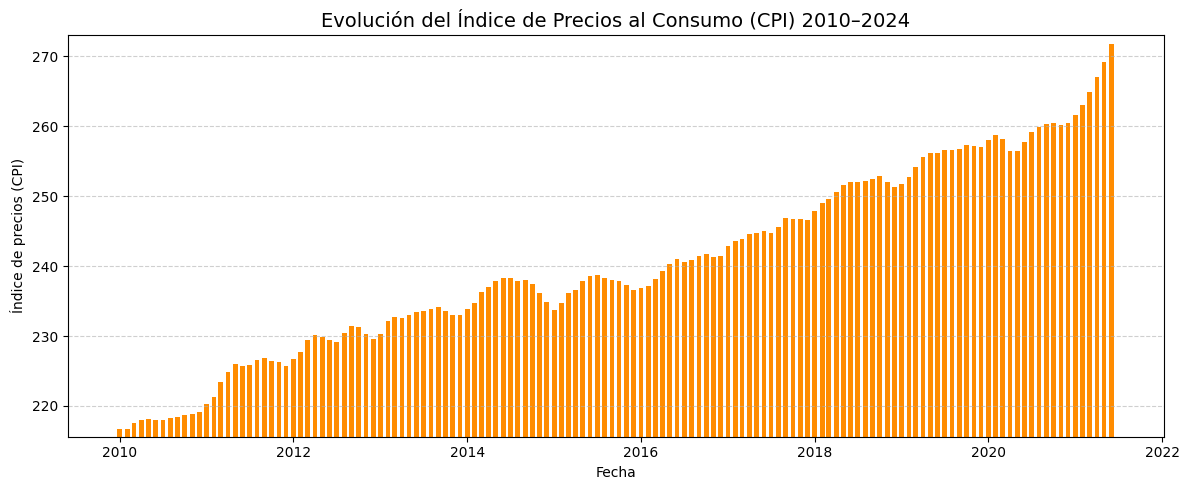 Evolución del Índice de Precios al Consumo (CPI) 2010–2024
Índice de precios (CPI)
270
260
250
240
230
220
2010 2012 2014 2016 2018 2020 2022
Fecha